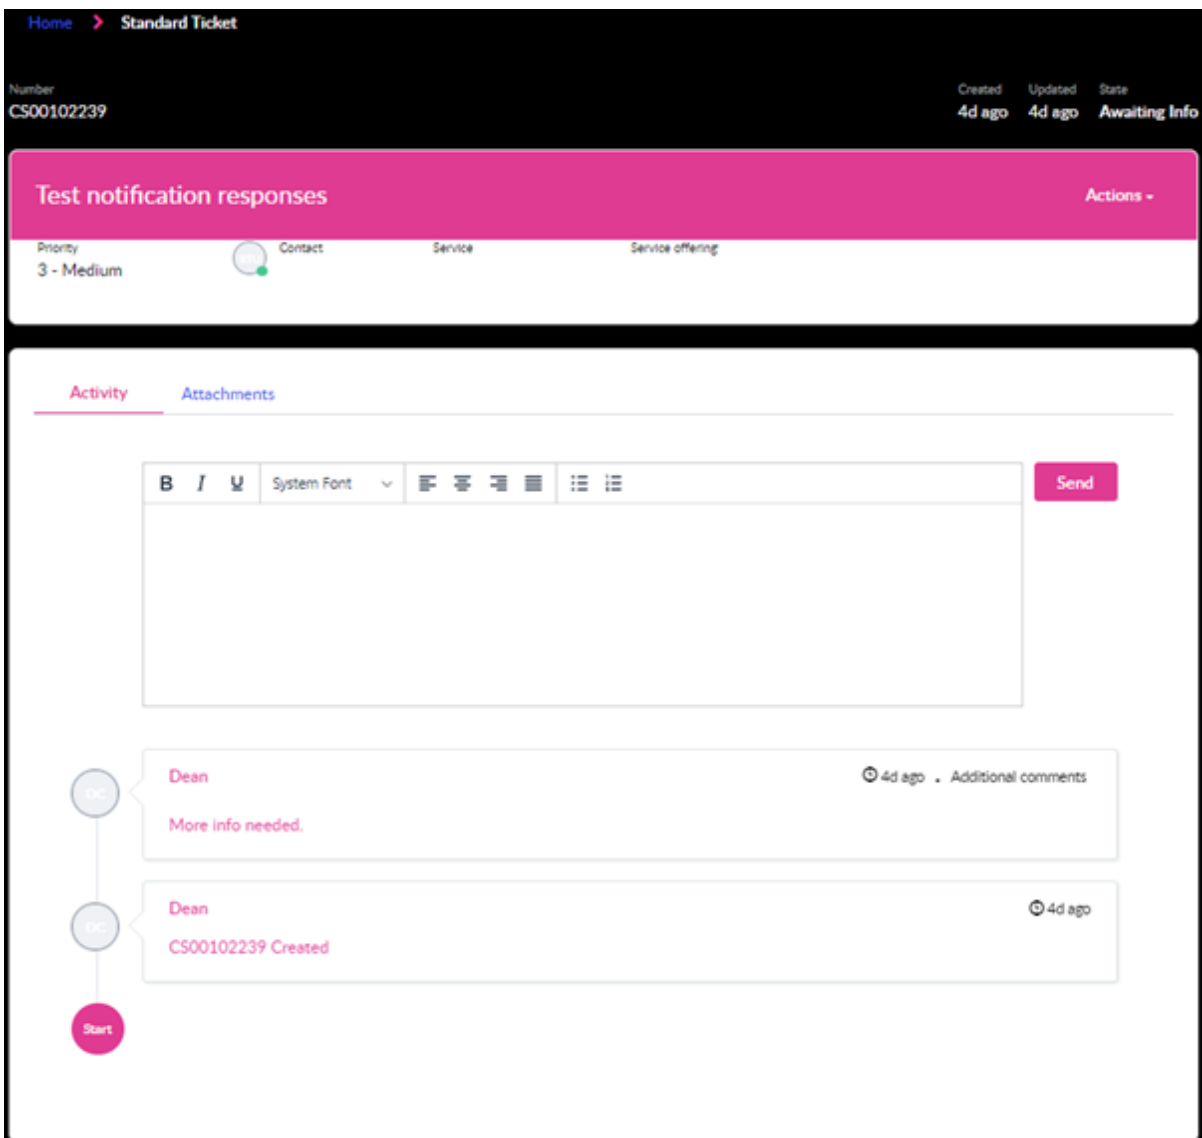 Home > Standard Ticket
Number
CS00102239
Created Updated State
4d ago 4d ago Awaiting Info
Test notification responses
Actions
Priority
3 - Medium
Contact
Service
Service offering
Activity
Attachments
B I U System Font
Send
DC
Dean
4d ago . Additional comments
More info needed.
DC
Dean
4d ago
CS00102239 Created
Start